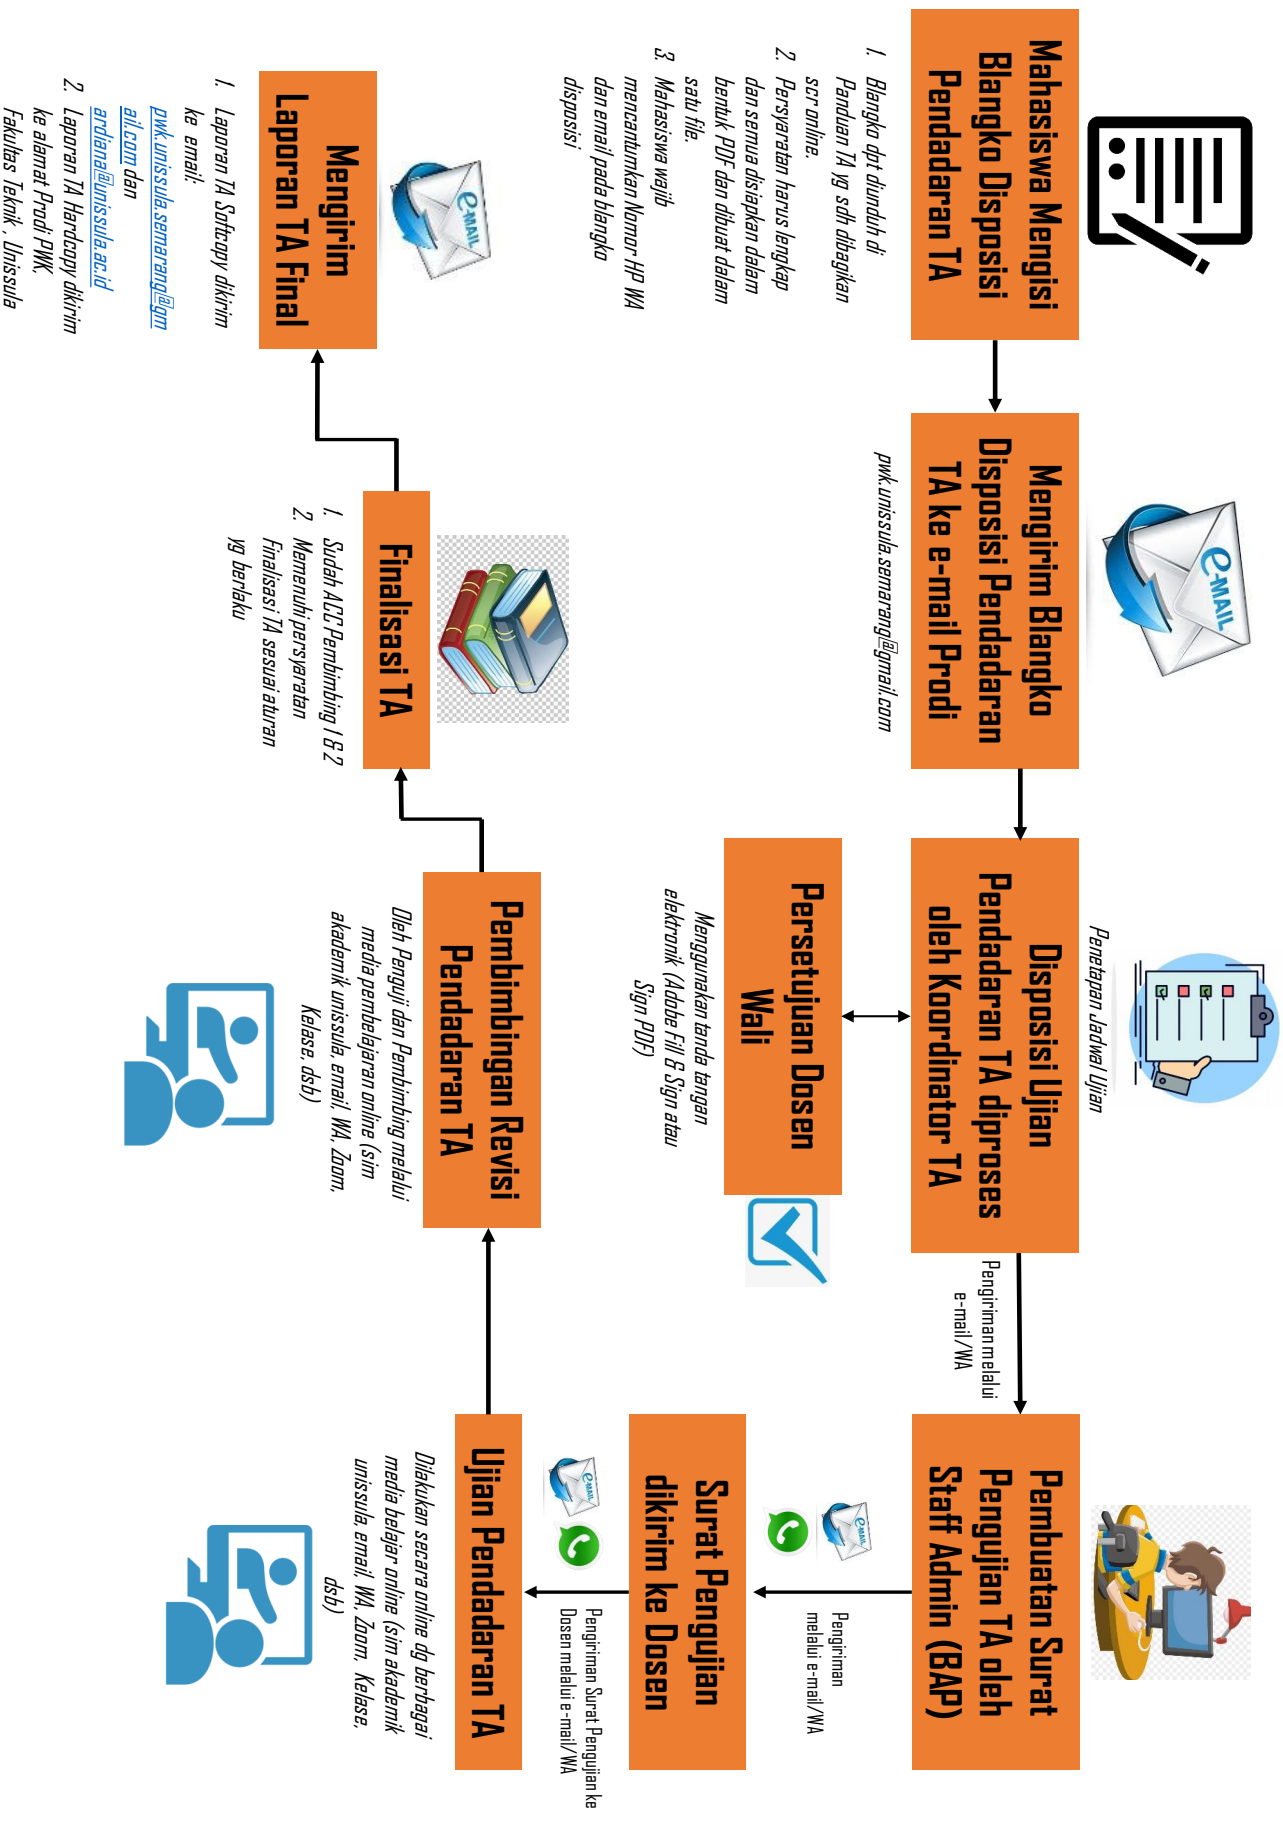 Mahasiswa Mengisi
Blangko Disposisi
Pendadaran TA
1. Blangko dpt diunduh di
Panduan TA yg sdh dibagikan
scr online.
2. Persyaratan harus lengkap
dan semua disiapkan dalam
bentuk PDF dan dibuat dalam
satu file.
3. Mahasiswa wajib
mencantumkan Nomor HP WA
dan email pada blangko
disposisi
e-MAIL
Mengirim Blangko
Disposisi Pendadaran
TA ke e-mail Prodi
pwk.unissula.semarang@gmail.com
Penetapan Jadwal Ujian
Disposisi Ujian
Pendadaran TA diproses
oleh Koordinator TA
Persetujuan Dosen
Wali
Menggunakan tanda tangan
elektronik (Adobe Fill & Sign atau
Sign PDF)
Pengiriman melalui
e-mail/WA
Pembuatan Surat
Pengujian TA oleh
Staff Admin (BAP)
e-MAIL
Pengiriman
melalui e-mail/WA
Surat Pengujian
dikirim ke Dosen
e-MAIL
Pengiriman Surat Pengujian ke
Dosen melalui e-mail/WA
Ujian Pendadaran TA
Dilakukan secara online dg berbagai
media belajar online (sim akademik
unissula, email, WA, Zoom, Kelase,
dsb)
Pembimbingan Revisi
Pendadaran TA
Oleh Penguji dan Pembimbing melalui
media pembelajaran online (sim
akademik unissula, email, WA, Zoom,
Kelase, dsb)
Finalisasi TA
1. Sudah ACC Pembimbing 1 & 2
2. Memenuhi persyaratan
Finalisasi TA sesuai aturan
yg berlaku
e-MAIL
Mengirim
Laporan TA Final
1. Laporan TA Softcopy dikirim
ke email:
pwk.unissula.semarang@gm
ail.com dan
ardiana@unissula.ac.id
2. Laporan TA Hardcopy dikirim
ke alamat Prodi PWK,
Fakultas Teknik , Unissula